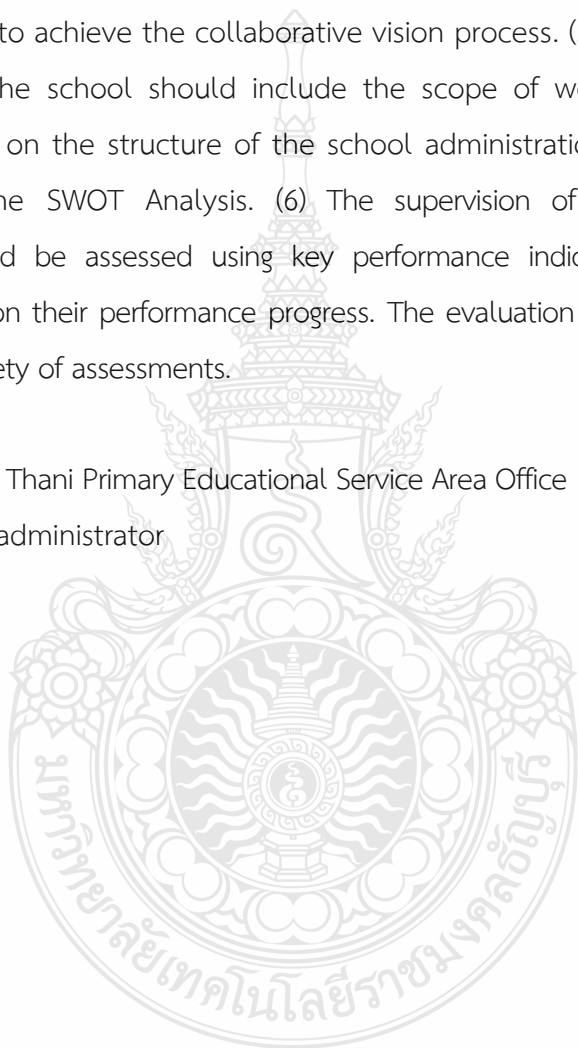 to achieve the collaborative vision process. (
he school should include the scope of w
on the structure of the school administratio
he SWOT Analysis. (6) The supervision of
d be assessed using key performance indic
on their performance progress. The evaluation
ety of assessments.
Thani Primary Educational Service Area Office
administrator
มหาวิทยาลัยเทคโนโลยีราชมงคลธัญบุรี